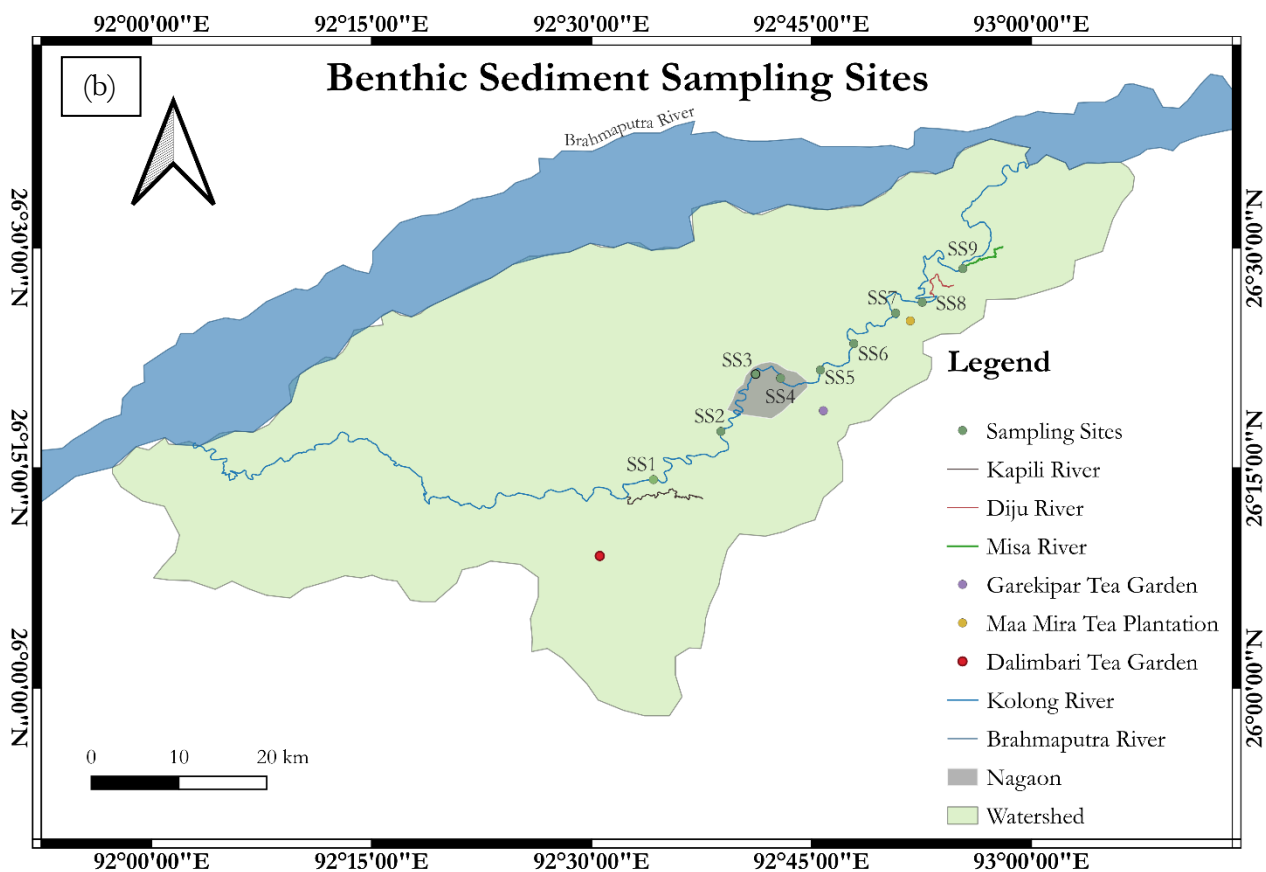 92°00'00"E 92°15'00"E 92°30'00"E 92°45'00"E 93°00'00"E
(b)
Benthic Sediment Sampling Sites
Brahmaputra River
26°30'00"N
26°30'00"N
SS9
SS8
SS7
SS6
SS5
SS4
SS3
SS2
SS1
26°15'00"N
26°15'00"N
26°00'00"N
26°00'00"N
Legend
Sampling Sites
Kapili River
Diju River
Misa River
Garekipar Tea Garden
Maa Mira Tea Plantation
Dalimbari Tea Garden
Kolong River
Brahmaputra River
Nagaon
Watershed
0 10 20 km
92°00'00"E 92°15'00"E 92°30'00"E 92°45'00"E 93°00'00"E